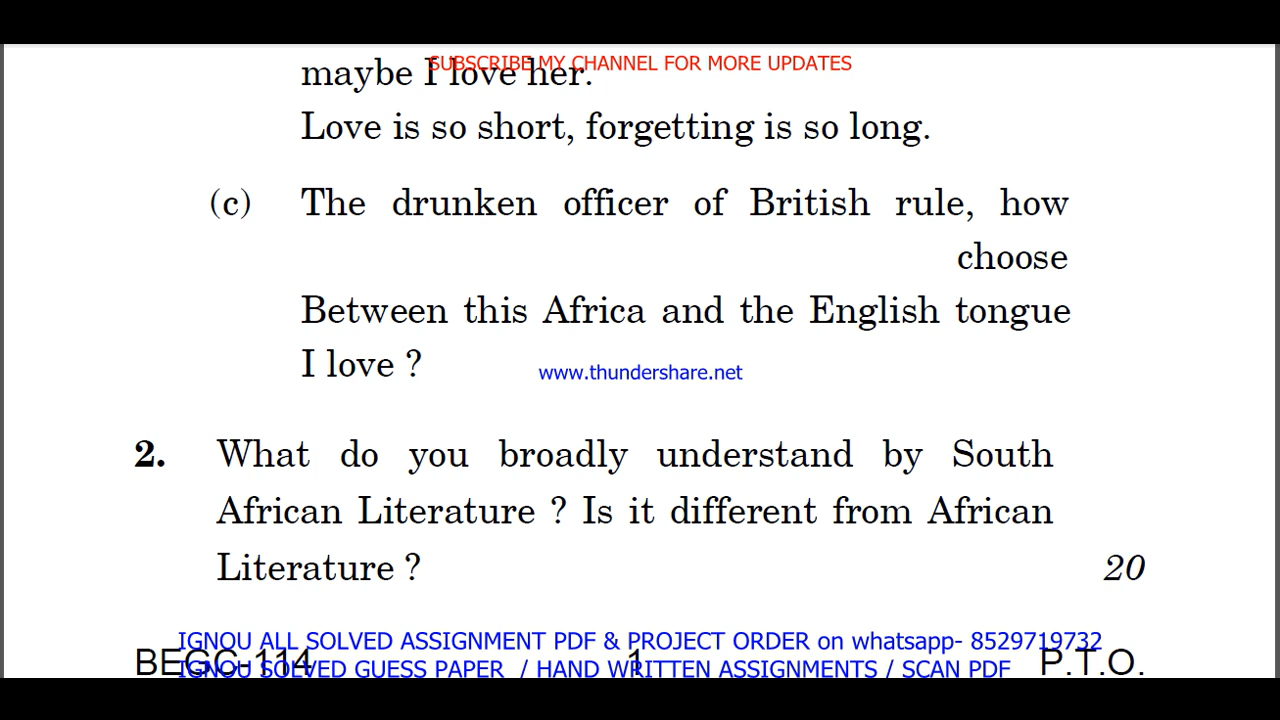 SUBSCRIBE MY CHANNEL FOR MORE UPDATES
maybe I love her.
Love is so short, forgetting is so long.
(c) The drunken officer of British rule, how
choose
Between this Africa and the English tongue
I love ?
www.thundershare.net
2. What do you broadly understand by South
African Literature ? Is it different from African
Literature ? 20
IGNOU ALL SOLVED ASSIGNMENT PDF & PROJECT ORDER on whatsapp- 8529719732
BEGC-114 1 P.T.O.
IGNOU SOLVED GUESS PAPER / HAND WRITTEN ASSIGNMENTS / SCAN PDF